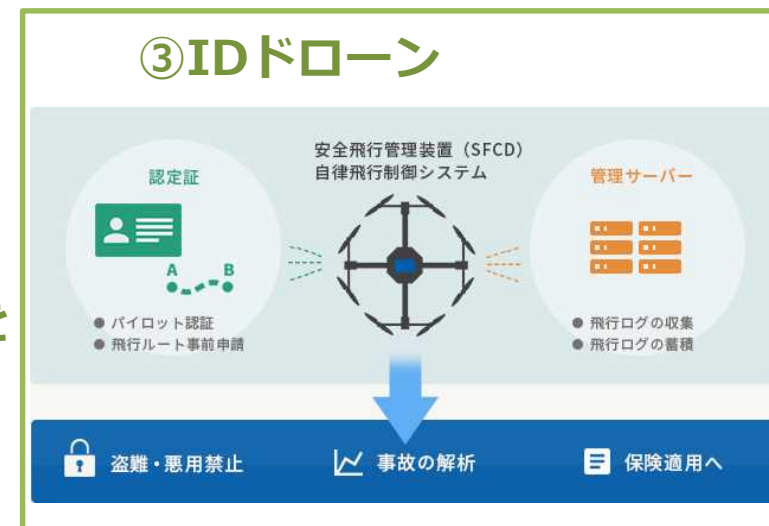 ③IDドローン
安全飛行管理装置（SFCD）
自律飛行制御システム
認定証
A B
● パイロット認証
● 飛行ルート事前申請
管理サーバー
● 飛行ログの収集
● 飛行ログの蓄積
と
盗難・悪用禁止
事故の解析
保険適用へ